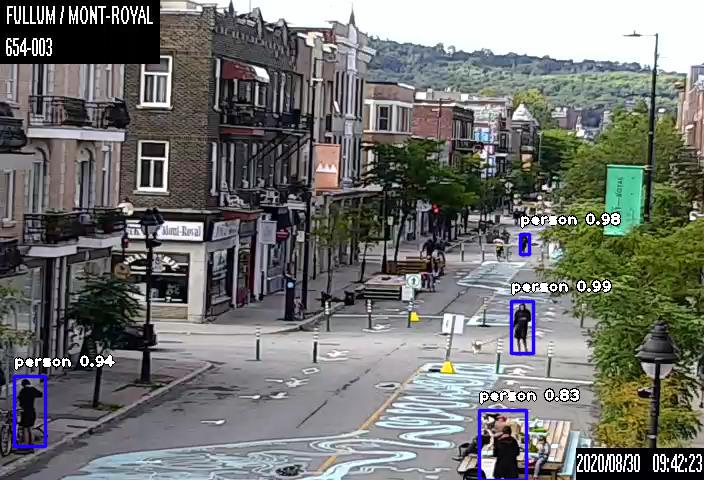 FULLUM / MONT-ROYAL
654-003
person 0.98
person 0.99
person 0.94
person 0.83
Mont-Royal
2020/08/30 09:42:23